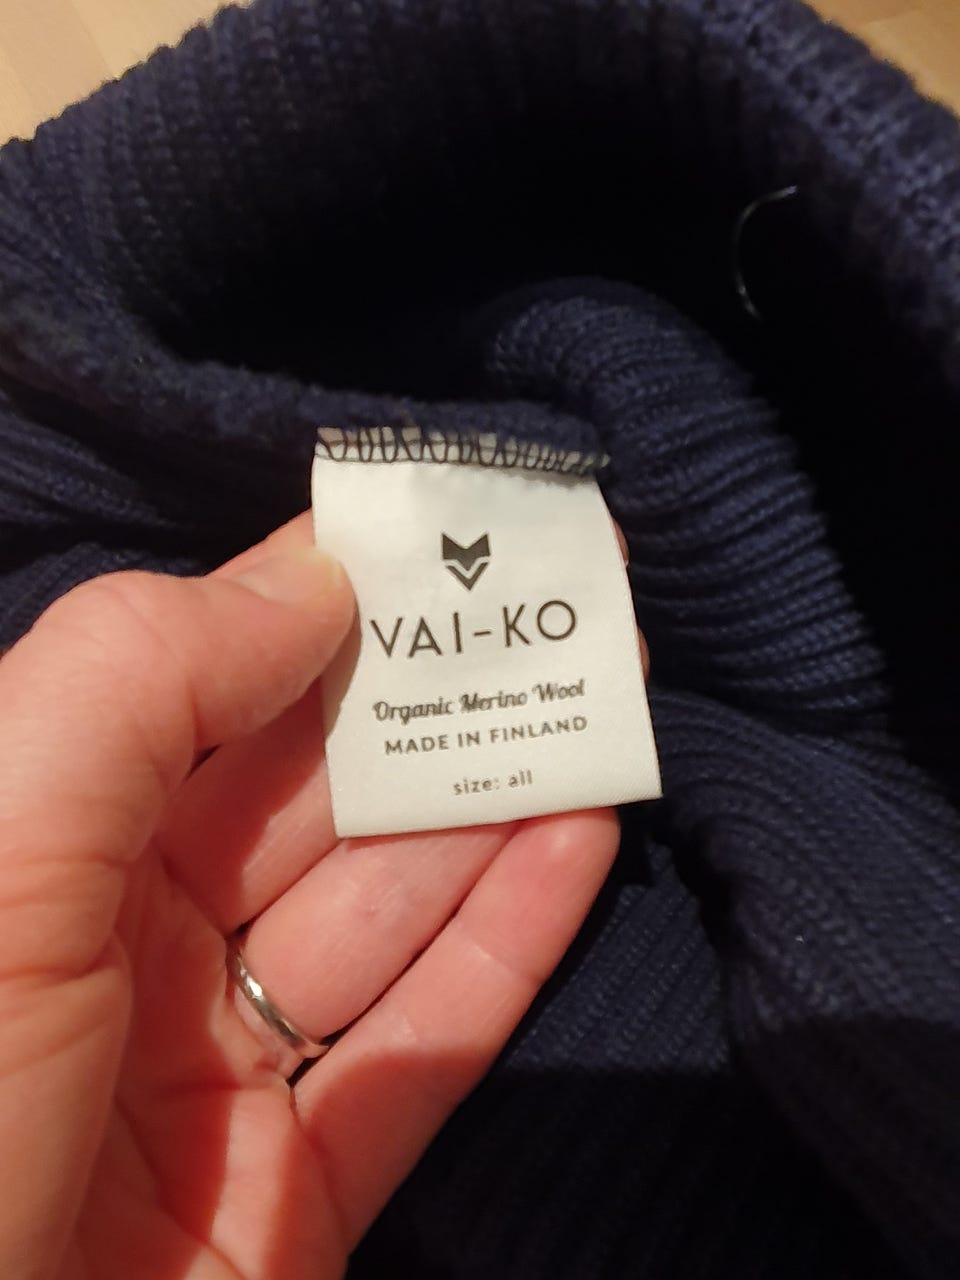 VAI-KO
Organic Merino Wool
MADE IN FINLAND
size: all